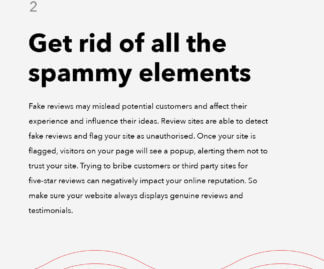 2
Get rid of all the
spammy elements
Fake reviews may mislead potential customers and affect their
experience and influence their ideas. Review sites are able to detect
fake reviews and flag your site as unauthorised. Once your site is
flagged, visitors on your page will see a popup, alerting them not to
trust your site. Trying to bribe customers or third party sites for
five-star reviews can negatively impact your online reputation. So
make sure your website always displays genuine reviews and
testimonials.